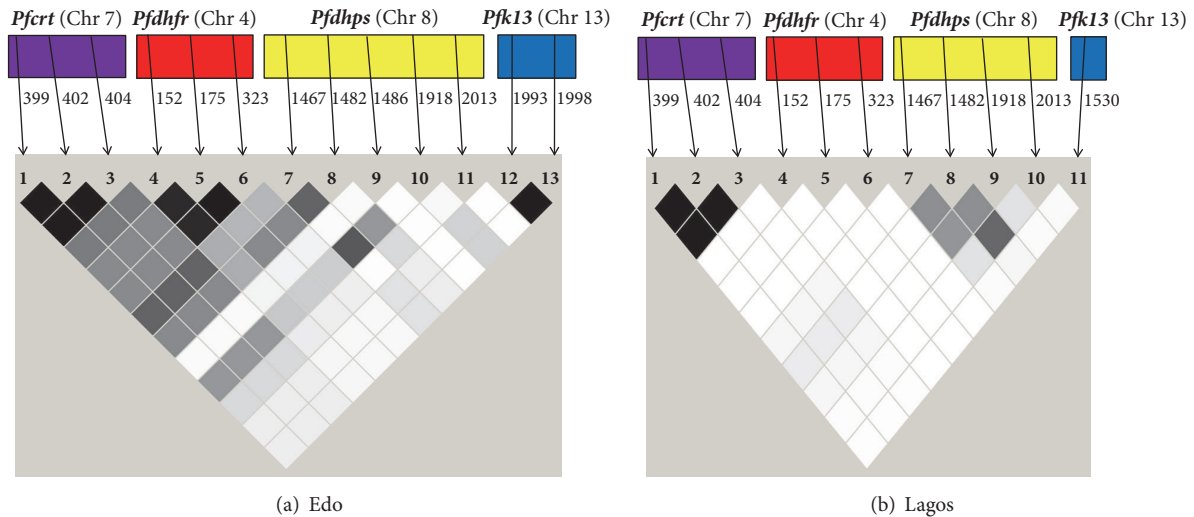 Pfcrt (Chr 7) Pfdhfr (Chr 4) Pfdhps (Chr 8) Pfk13 (Chr 13)
399 402 404 152 175 323 1467 1482 1486 1918 2013 1993 1998
1 2 3 4 5 6 7 8 9 10 11 12 13
(a) Edo
Pfcrt (Chr 7) Pfdhfr (Chr 4) Pfdhps (Chr 8) Pfk13 (Chr 13)
399 402 404 152 175 323 1467 1482 1918 2013 1530
1 2 3 4 5 6 7 8 9 10 11
(b) Lagos